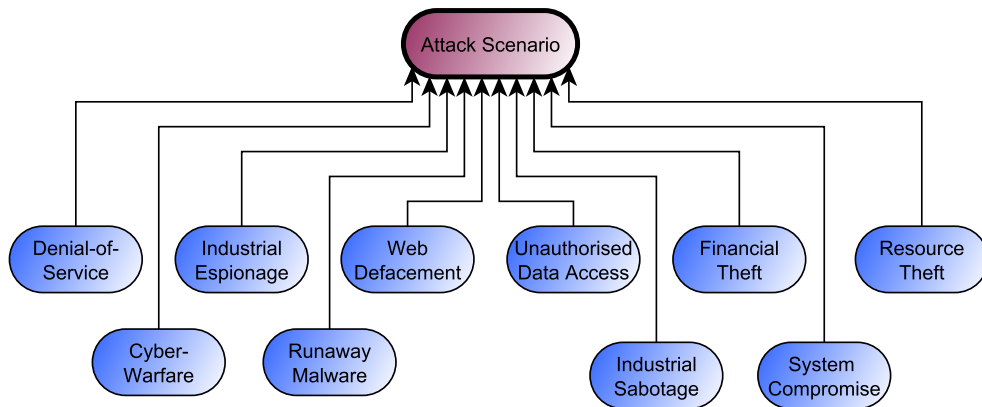 Attack Scenario
Denial-of-
Service
Industrial
Espionage
Web
Defacement
Unauthorised
Data Access
Financial
Theft
Resource
Theft
Cyber-
Warfare
Runaway
Malware
Industrial
Sabotage
System
Compromise